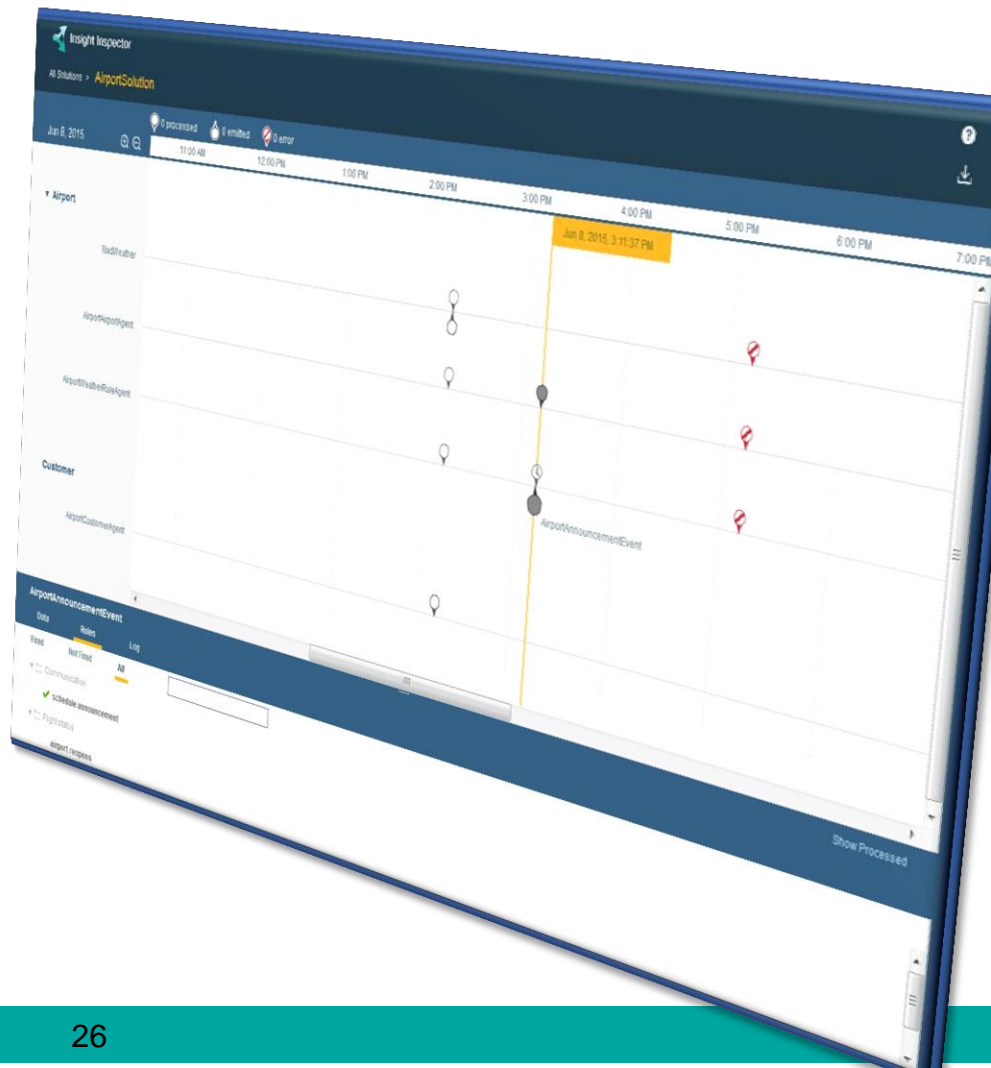 Insight Inspector
All Solutions > AirportSolution
Jun 8, 2015
0 processed 0 emitted 0 error
11:00 AM 12:00 PM 1:00 PM 2:00 PM 3:00 PM 4:00 PM 5:00 PM 6:00 PM 7:00 PM
Jun 8, 2015, 3:11:37 PM
Airport
BadWeather
AirportAirportAgent
AirportWeatherRuleAgent
AirportAnnouncementEvent
Customer
AirportCustomerAgent
AirportAnnouncementEvent
Data Rules Log
Show Processed
Fired Not Fired All
Communication
schedule announcement
Flight status
airport reopens
26